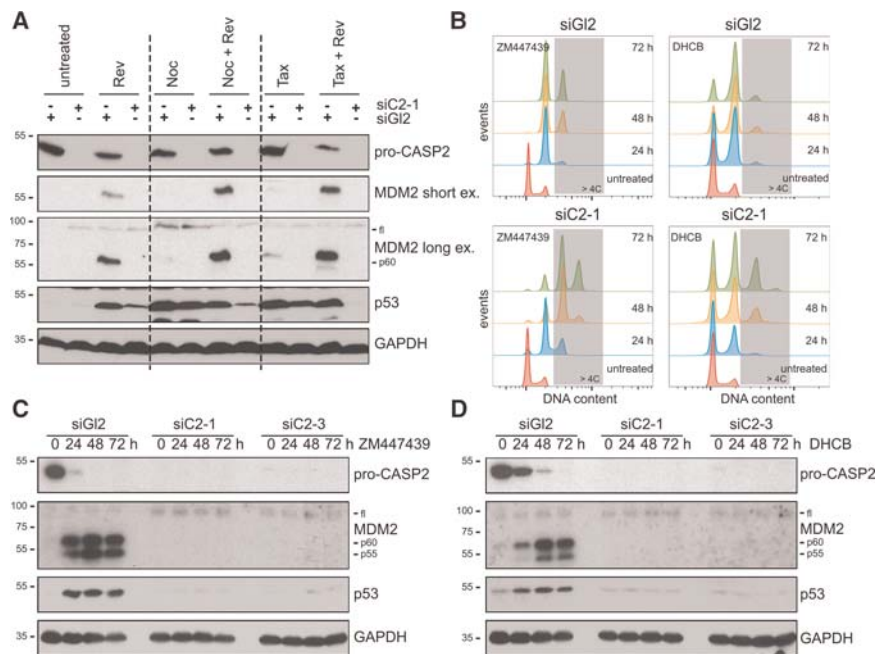 A
untreated
Rev
Noc
Noc + Rev
Tax
Tax + Rev
- + - + - + - + - + - + siC2-1
+ - + - + - + - + - + - siGl2
55
pro-CASP2
55
MDM2 short ex.
100
fl
75
MDM2 long ex.
p60
55
55
p53
35
GAPDH
B
siGl2
ZM447439
72 h
48 h
24 h
untreated
> 4C
events
DHCB
72 h
48 h
24 h
untreated
> 4C
siC2-1
siC2-1
ZM447439
72 h
48 h
24 h
untreated
> 4C
events
DHCB
72 h
48 h
24 h
untreated
> 4C
DNA content
C
siGl2
siC2-1
siC2-3
0 24 48 72 0 24 48 72 0 24 48 72 h
ZM447439
55
pro-CASP2
100
fl
75
MDM2
p60
55
p55
55
p53
35
GAPDH
D
siGl2
siC2-1
siC2-3
0 24 48 72 0 24 48 72 0 24 48 72 h
DHCB
55
pro-CASP2
100
fl
75
MDM2
p60
55
p55
55
p53
35
GAPDH